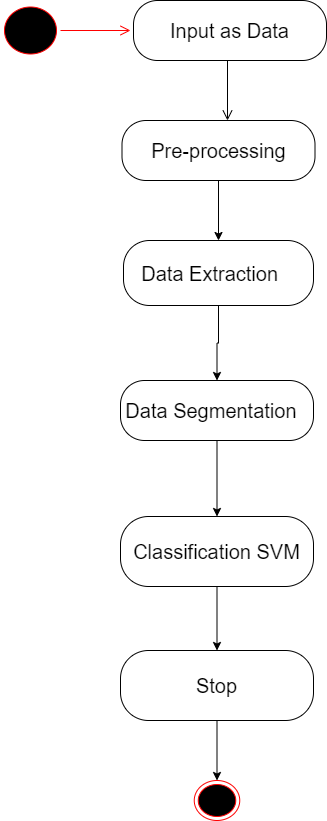 Input as Data
Pre-processing
Data Extraction
Data Segmentation
Classification SVM
Stop